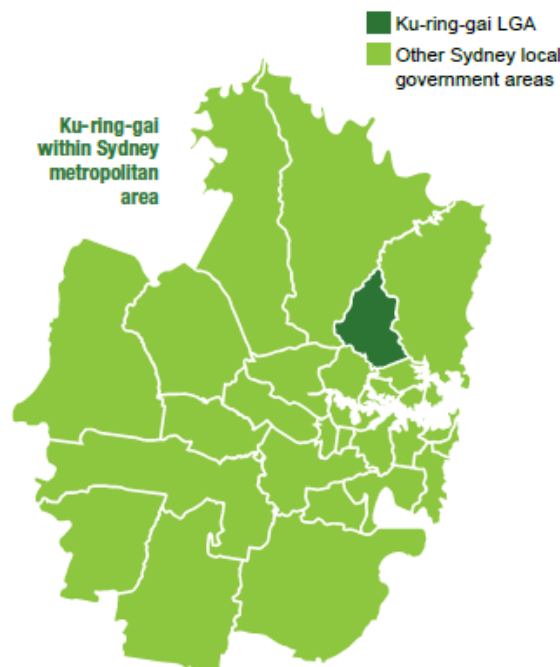 Ku-ring-gai LGA
Other Sydney local
government areas
Ku-ring-gai
within Sydney
metropolitan
area